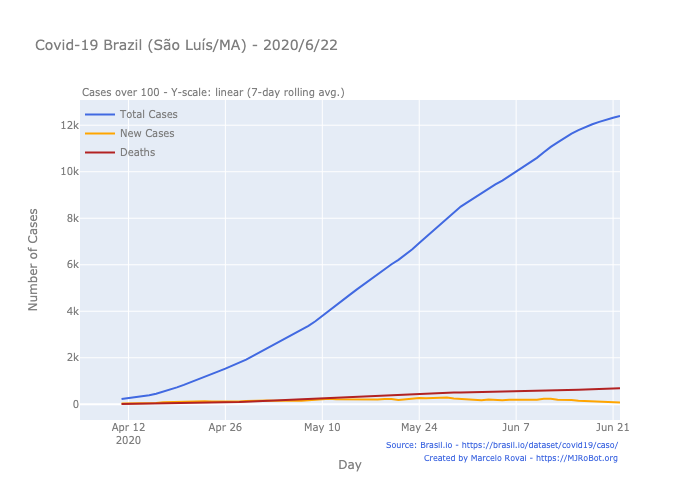 Covid-19 Brazil (São Luís/MA) - 2020/6/22
Cases over 100 - Y-scale: linear (7-day rolling avg.)
Total Cases
New Cases
Deaths
12k
10k
8k
6k
4k
2k
0
Number of Cases
Apr 12
2020
Apr 26
May 10
May 24
Jun 7
Jun 21
Day
Source: Brasil.io - https://brasil.io/dataset/covid19/caso/
Created by Marcelo Rovai - https://MJRoBot.org